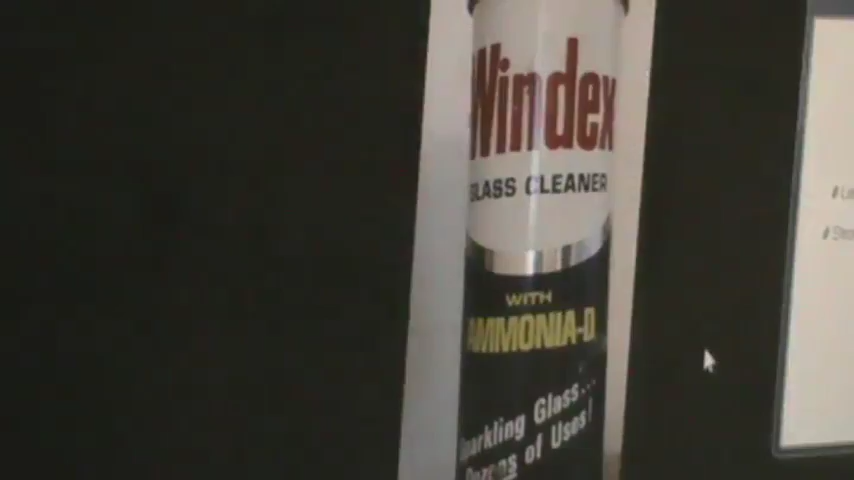 Windex
GLASS CLEANER
WITH
AMMONIA-D
Sparkling Glass...
Dozens of Uses!